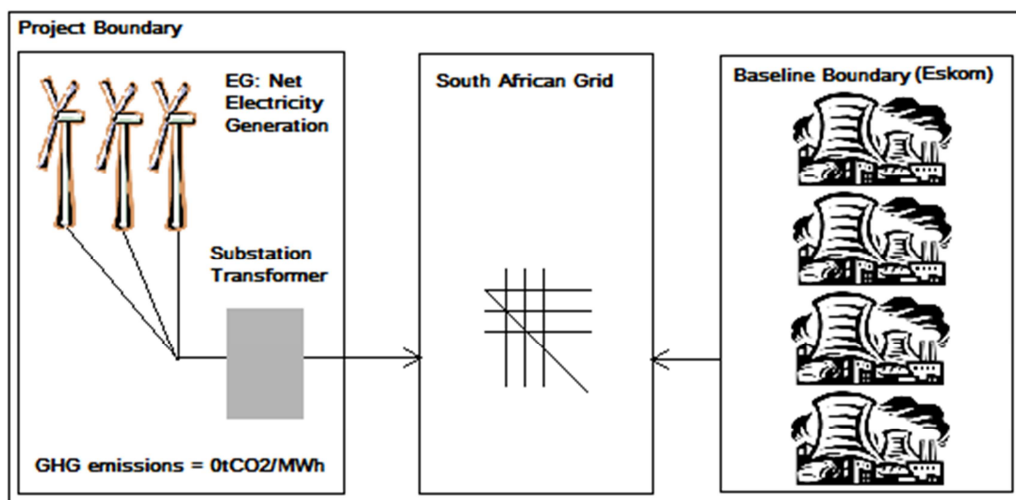 Project Boundary
EG: Net
Electricity
Generation
Substation
Transformer
GHG emissions = 0tCO2/MWh
South African Grid
Baseline Boundary (Eskom)